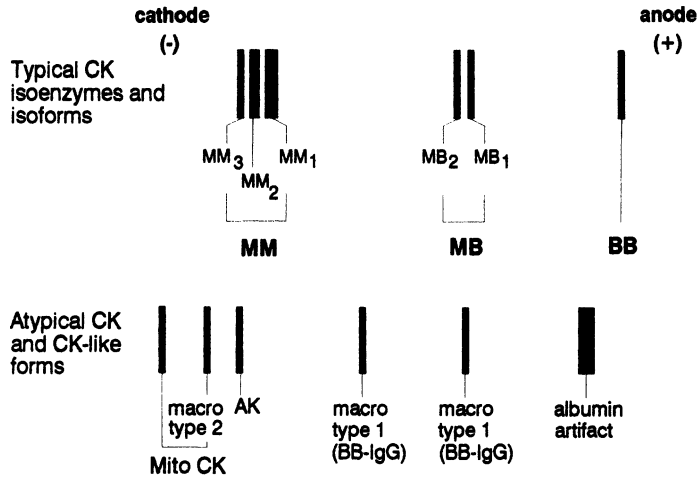 cathode
(-)
anode
(+)
Typical CK
isoenzymes and
isoforms
MM3
MM2
MM1
MB2
MB1
MM
MB
BB
Atypical CK
and CK-like
forms
macro
type 2
AK
Mito CK
macro
type 1
(BB-IgG)
macro
type 1
(BB-IgG)
albumin
artifact